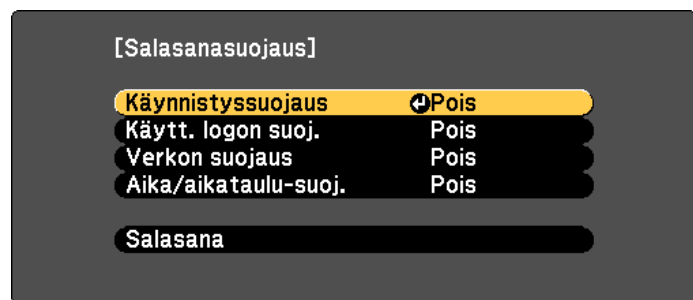 [Salasanasuojaus]
Käynnistyssuojaus Pois
Käytt. logon suoj. Pois
Verkon suojaus Pois
Aika/aikataulu-suoj. Pois
Salasana